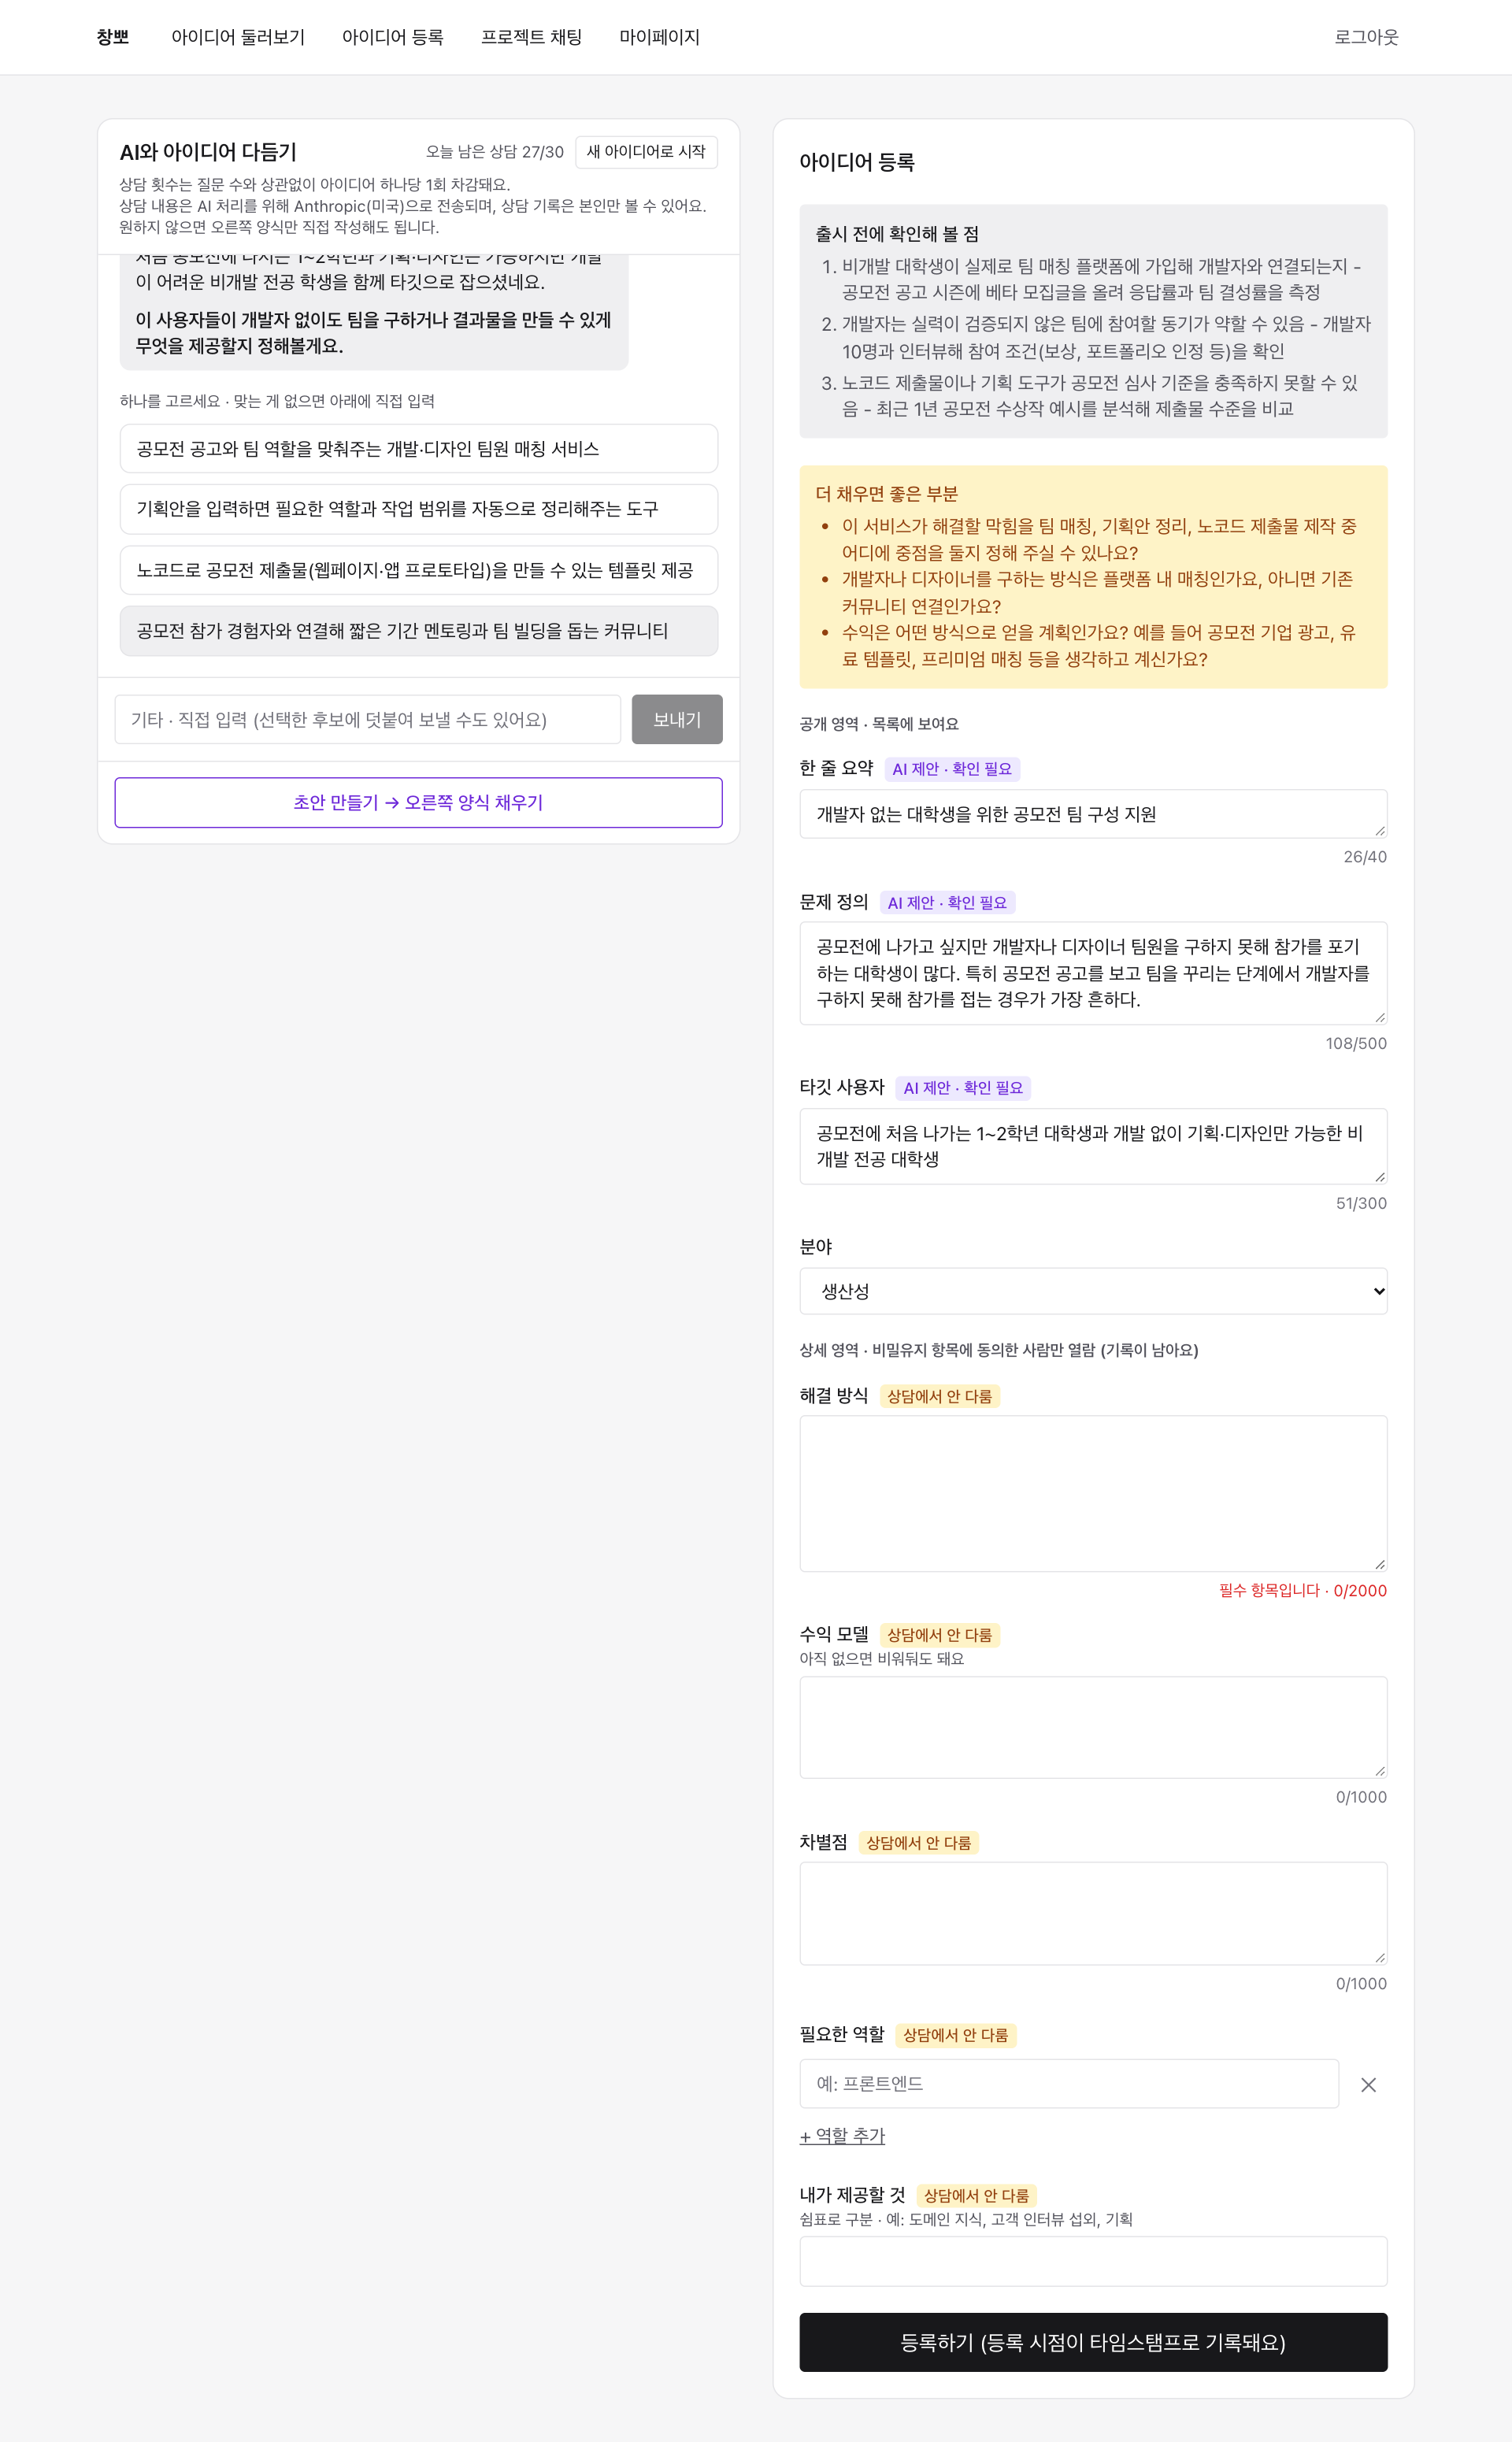 창뽀 아이디어 둘러보기 아이디어 등록 프로젝트 채팅 마이페이지 로그아웃
AI와 아이디어 다듬기 오늘 남은 상담 27/30 새 아이디어로 시작
상담 횟수는 질문 수와 상관없이 아이디어 하나당 1회 차감돼요.
상담 내용은 AI 처리를 위해 Anthropic(미국)으로 전송되며, 상담 기록은 본인만 볼 수 있어요.
원하지 않으면 오른쪽 양식만 직접 작성해도 됩니다.
처음 공모전에 나서는 1~2학년과 기획·디자인은 가능하지만 개발
이 어려운 비개발 전공 학생을 함께 타깃으로 잡으셨네요.
이 사용자들이 개발자 없이도 팀을 구하거나 결과물을 만들 수 있게
무엇을 제공할지 정해볼게요.
하나를 고르세요 · 맞는 게 없으면 아래에 직접 입력
공모전 공고와 팀 역할을 맞춰주는 개발·디자인 팀원 매칭 서비스
기획안을 입력하면 필요한 역할과 작업 범위를 자동으로 정리해주는 도구
노코드로 공모전 제출물(웹페이지·앱 프로토타입)을 만들 수 있는 템플릿 제공
공모전 참가 경험자와 연결해 짧은 기간 멘토링과 팀 빌딩을 돕는 커뮤니티
기타 · 직접 입력 (선택한 후보에 덧붙여 보낼 수도 있어요) 보내기
초안 만들기 → 오른쪽 양식 채우기
아이디어 등록
출시 전에 확인해 볼 점
1. 비개발 대학생이 실제로 팀 매칭 플랫폼에 가입해 개발자와 연결되는지 -
공모전 공고 시즌에 베타 모집글을 올려 응답률과 팀 결성률을 측정
2. 개발자는 실력이 검증되지 않은 팀에 참여할 동기가 약할 수 있음 - 개발자
10명과 인터뷰해 참여 조건(보상, 포트폴리오 인정 등)을 확인
3. 노코드 제출물이나 기획 도구가 공모전 심사 기준을 충족하지 못할 수 있
음 - 최근 1년 공모전 수상작 예시를 분석해 제출물 수준을 비교
더 채우면 좋은 부분
• 이 서비스가 해결할 막힘을 팀 매칭, 기획안 정리, 노코드 제출물 제작 중
어디에 중점을 둘지 정해 주실 수 있나요?
• 개발자나 디자이너를 구하는 방식은 플랫폼 내 매칭인가요, 아니면 기존
커뮤니티 연결인가요?
• 수익은 어떤 방식으로 얻을 계획인가요? 예를 들어 공모전 기업 광고, 유
료 템플릿, 프리미엄 매칭 등을 생각하고 계신가요?
공개 영역 · 목록에 보여요
한 줄 요약 AI 제안 · 확인 필요
개발자 없는 대학생을 위한 공모전 팀 구성 지원
26/40
문제 정의 AI 제안 · 확인 필요
공모전에 나가고 싶지만 개발자나 디자이너 팀원을 구하지 못해 참가를 포기
하는 대학생이 많다. 특히 공모전 공고를 보고 팀을 꾸리는 단계에서 개발자를
구하지 못해 참가를 접는 경우가 가장 흔하다.
108/500
타깃 사용자 AI 제안 · 확인 필요
공모전에 처음 나가는 1~2학년 대학생과 개발 없이 기획·디자인만 가능한 비
개발 전공 대학생
51/300
분야
생산성
상세 영역 · 비밀유지 항목에 동의한 사람만 열람 (기록이 남아요)
해결 방식 상담에서 안 다룸
필수 항목입니다 · 0/2000
수익 모델 상담에서 안 다룸
아직 없으면 비워둬도 돼요
0/1000
차별점 상담에서 안 다룸
0/1000
필요한 역할 상담에서 안 다룸
예: 프론트엔드
+ 역할 추가
내가 제공할 것 상담에서 안 다룸
쉼표로 구분 · 예: 도메인 지식, 고객 인터뷰 섭외, 기획
등록하기 (등록 시점이 타임스탬프로 기록돼요)